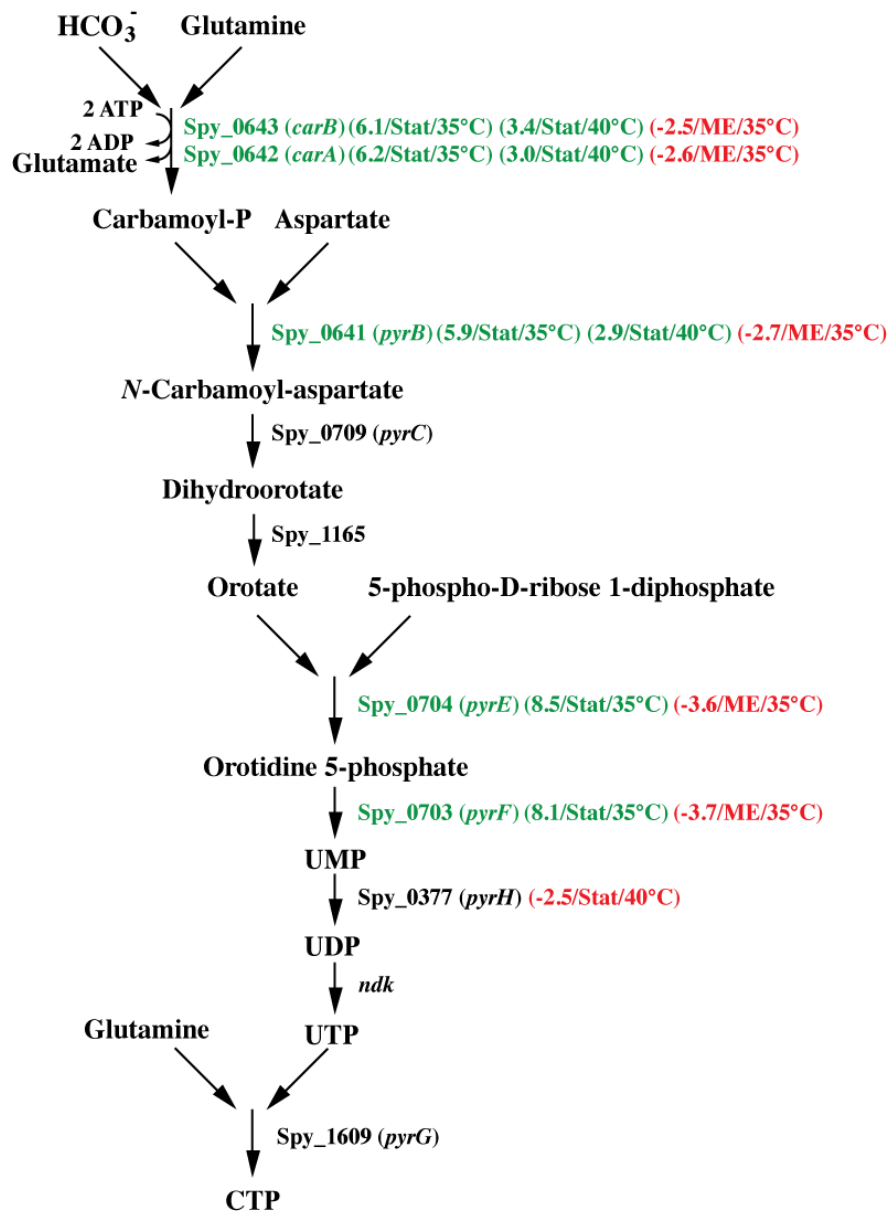 HCO₃⁻ Glutamine
2 ATP
Spy_0643 (carB) (6.1/Stat/35°C) (3.4/Stat/40°C) (-2.5/ME/35°C)
2 ADP
Spy_0642 (carA) (6.2/Stat/35°C) (3.0/Stat/40°C) (-2.6/ME/35°C)
Glutamate
Carbamoyl-P Aspartate
Spy_0641 (pyrB) (5.9/Stat/35°C) (2.9/Stat/40°C) (-2.7/ME/35°C)
N-Carbamoyl-aspartate
Spy_0709 (pyrC)
Dihydroorotate
Spy_1165
Orotate 5-phospho-D-ribose 1-diphosphate
Spy_0704 (pyrE) (8.5/Stat/35°C) (-3.6/ME/35°C)
Orotidine 5-phosphate
Spy_0703 (pyrF) (8.1/Stat/35°C) (-3.7/ME/35°C)
UMP
Spy_0377 (pyrH) (-2.5/Stat/40°C)
UDP
ndk
Glutamine UTP
Spy_1609 (pyrG)
CTP